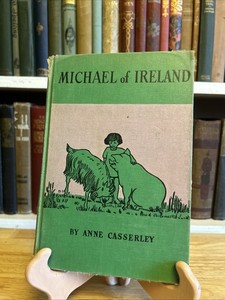 MICHAEL of IRELAND
BY ANNE CASSERLEY